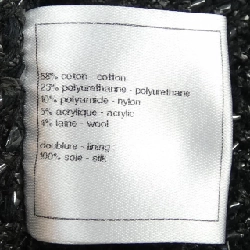 58% coton - cotton
23% polyurethanne - polyurethane
10% polyamide - nylon
5% acrylique - acrylic
4% laine - wool
doublure - lining
100% soie - silk